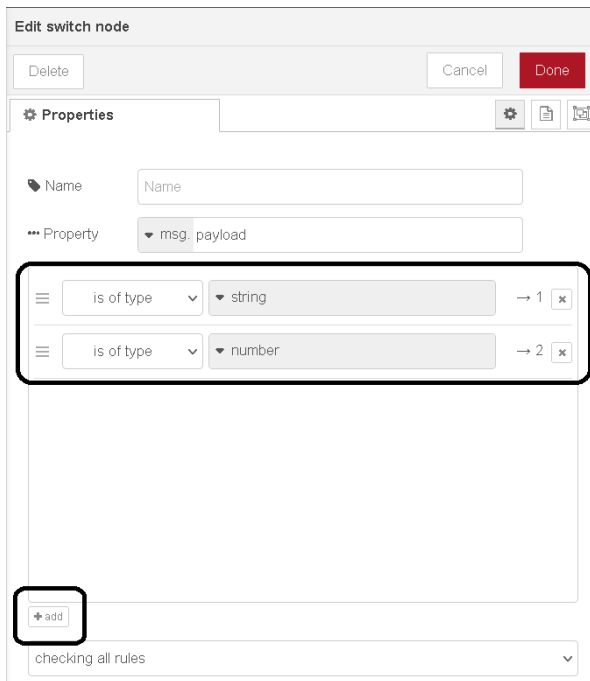 Edit switch node
Delete Cancel Done
Properties
Name Name
Property msg. payload
is of type string → 1
is of type number → 2
add
checking all rules